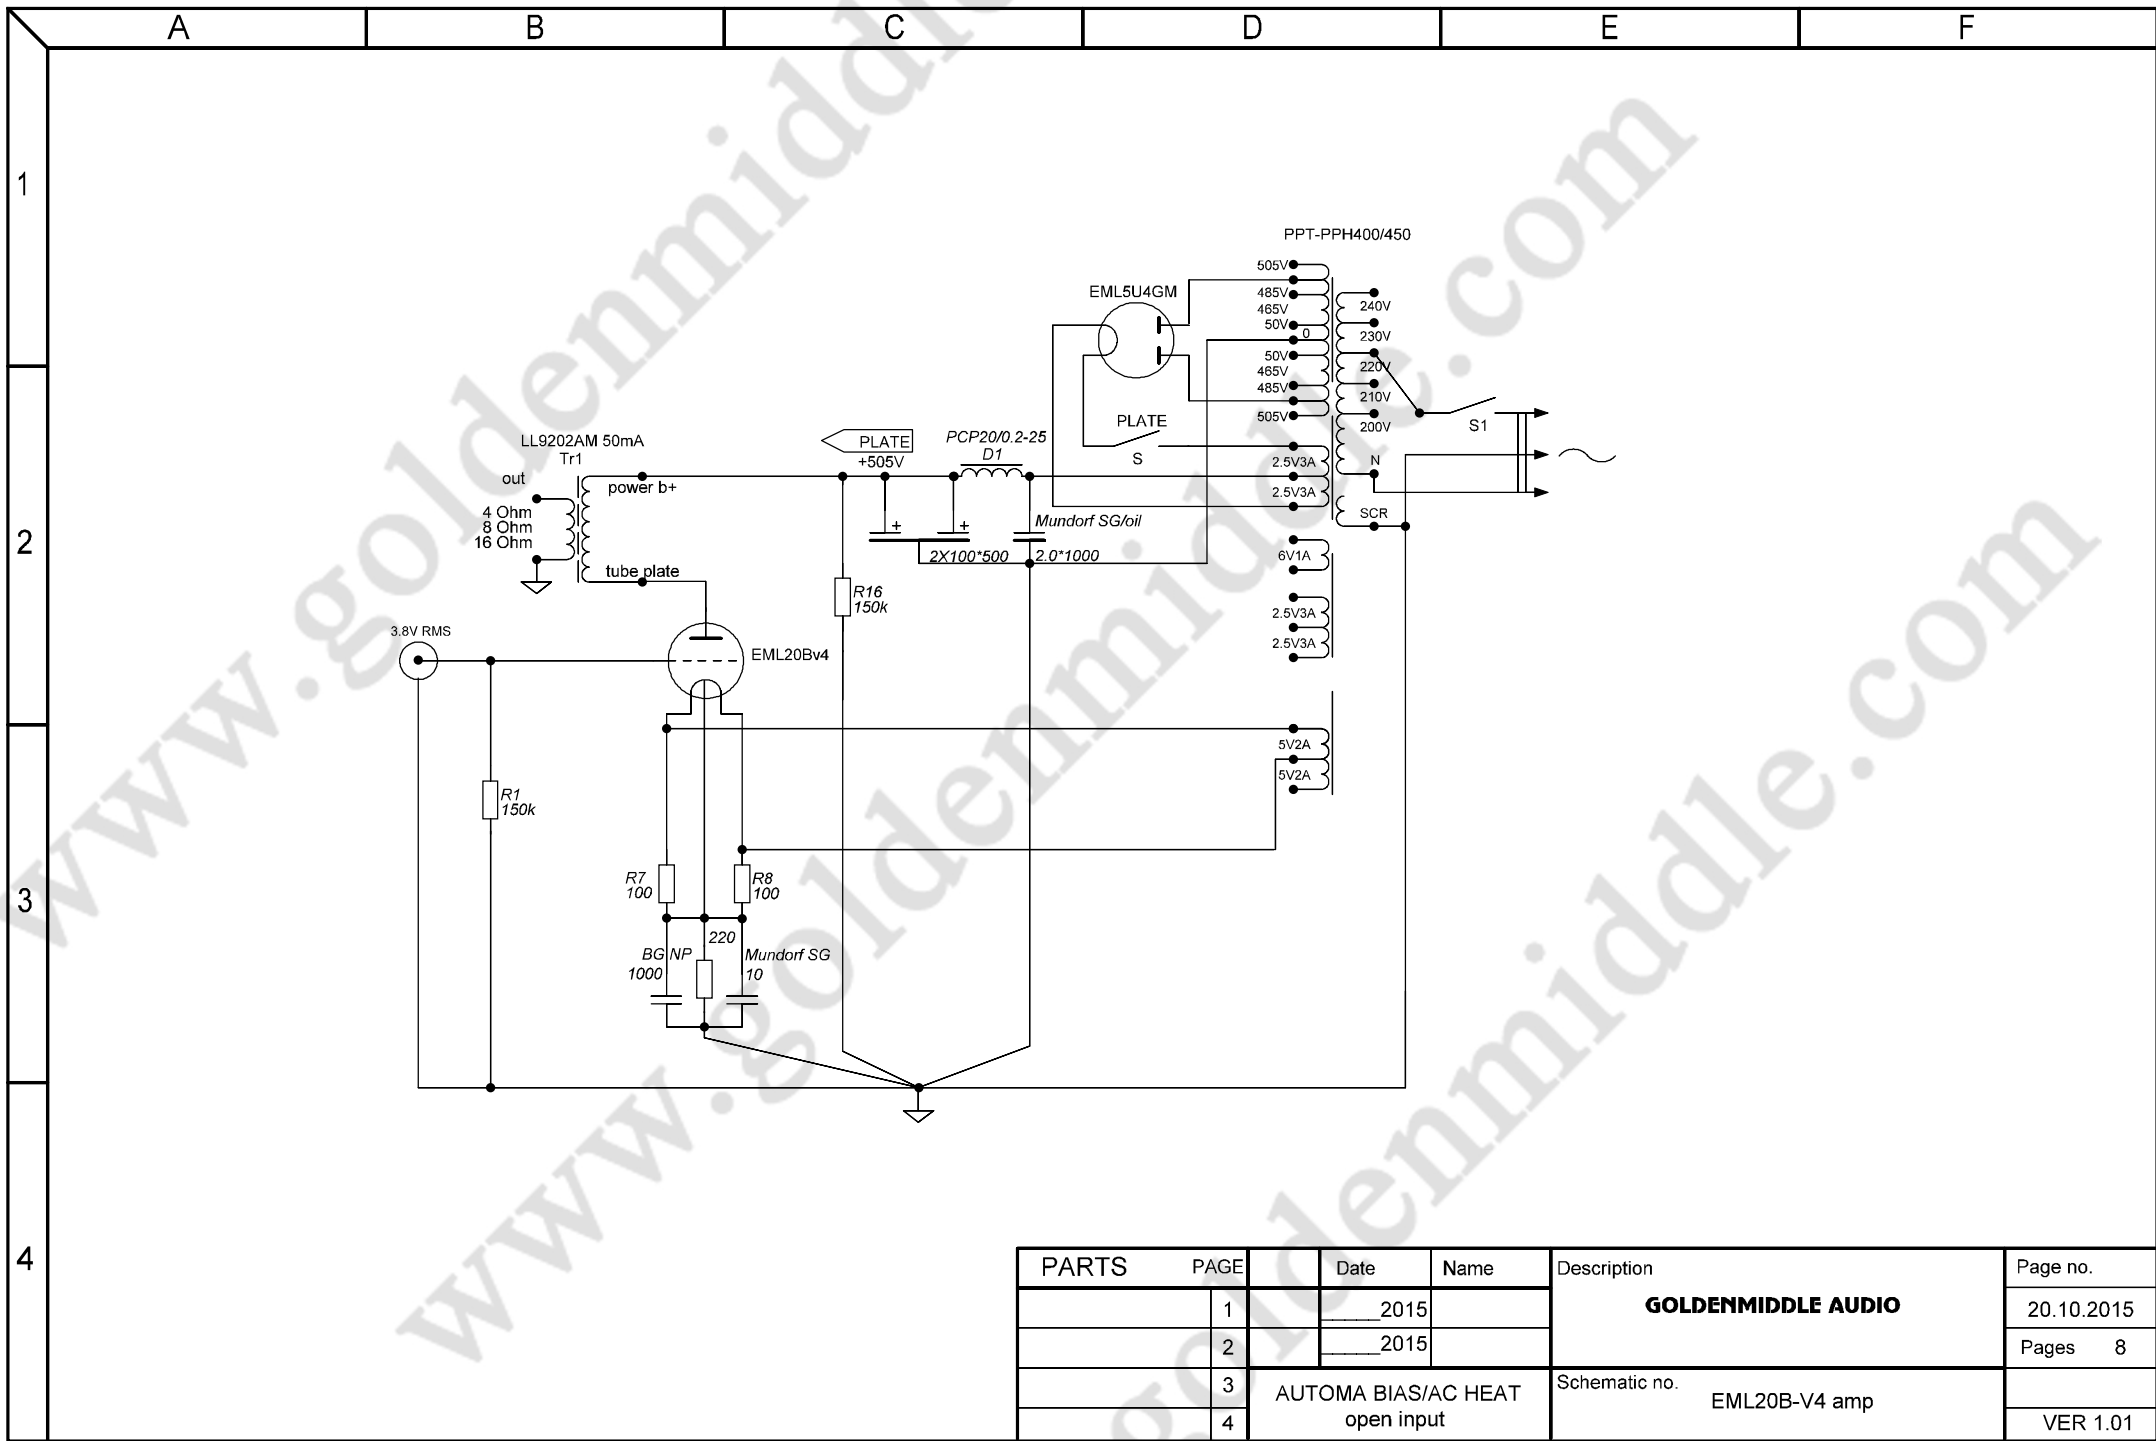 A B C D E F
1
2
3
4
www.goldenmiddle.com
www.goldenmiddle.com
PPT-PPH400/450
EML5U4GM
505V
485V
465V
50V
0
50V
465V
485V
505V
240V
230V
220V
210V
200V
N
SCR
S1
PLATE
S
2.5V3A
2.5V3A
6V1A
2.5V3A
2.5V3A
5V2A
5V2A
LL9202AM 50mA
Tr1
out
4 Ohm
8 Ohm
16 Ohm
power b+
tube plate
PLATE
+505V
PCP20/0.2-25
D1
+ +
Mundorf SG/oil
2X100*500 2.0*1000
R16
150k
3.8V RMS
EML20Bv4
R1
150k
R7
100
R8
100
220
BG NP
1000
Mundorf SG
10
PARTS PAGE Date Name Description Page no.
1 _____2015 GOLDENMIDDLE AUDIO 20.10.2015
2 _____2015 Pages 8
3 AUTOMA BIAS/AC HEAT Schematic no.
open input EML20B-V4 amp
4 VER 1.01